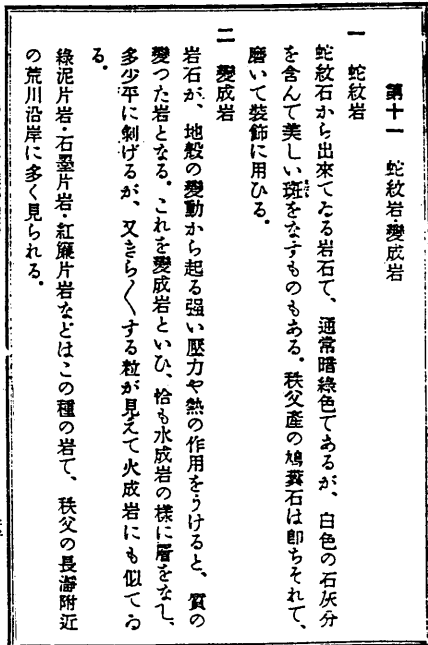 第十一　蛇紋岩・變成岩
一　蛇紋岩
蛇紋石から出來てゐる岩石で、通常暗綠色であるが、白色の石灰分
を含んで美しい斑をなすものもある。秩父產の鳩糞石は卽ちそれで、
磨いて裝飾に用ひる。
二　變成岩
岩石が、地殻の變動から起る强い壓力や熱の作用をうけると、質の
變つた岩となる。これを變成岩といひ、恰も水成岩の樣に層をなし、
多少平に剝げるが、又きら〱する粒が見えて火成岩にも似てゐ
る。
綠泥片岩・石墨片岩・紅簾片岩などはこの種の岩で、秩父の長瀞附近
の荒川沿岸に多く見られる。